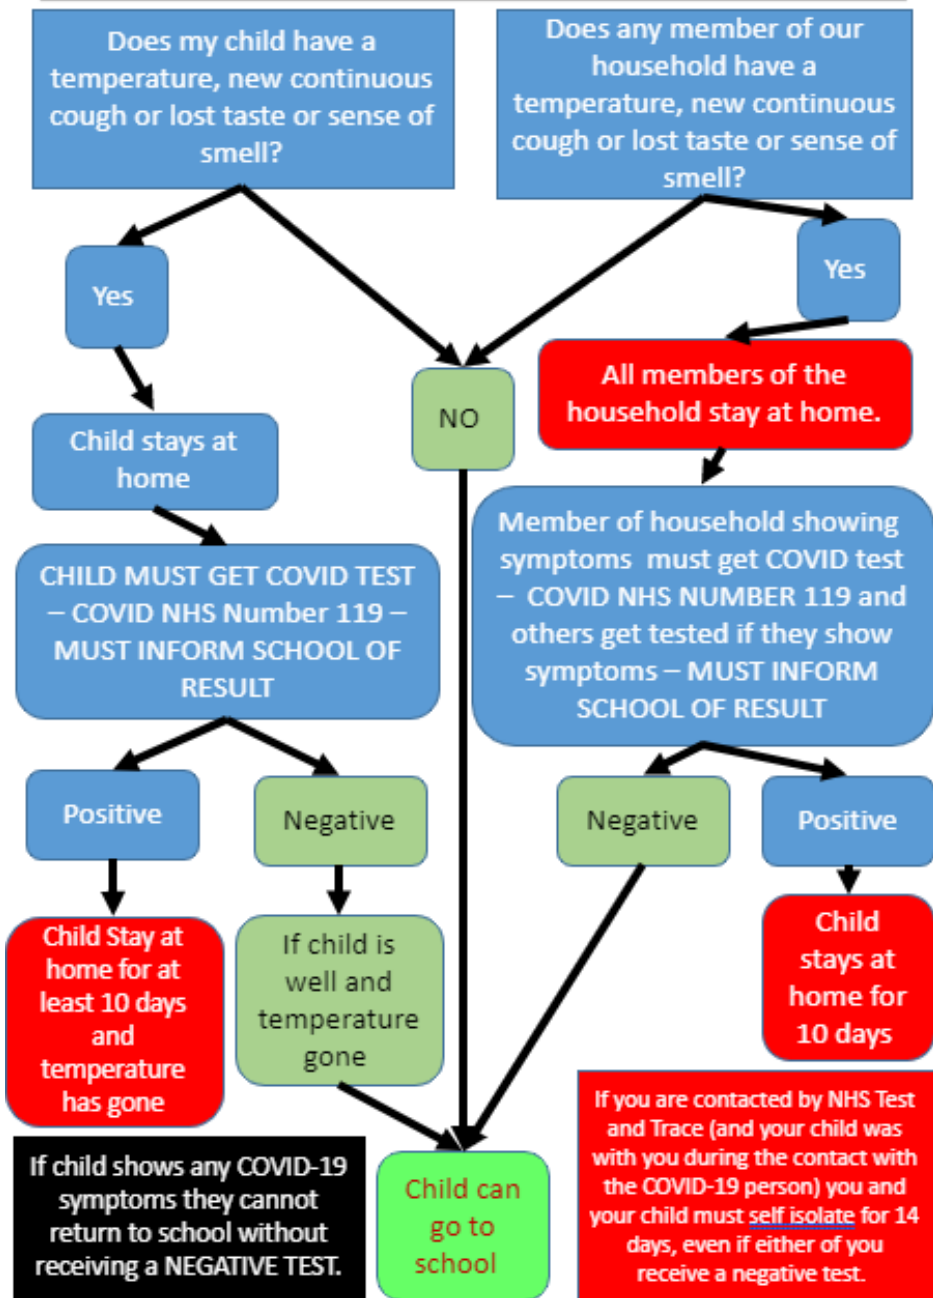 Does my child have a
temperature, new continuous
cough or lost taste or sense of
smell?
Does any member of our
household have a
temperature, new continuous
cough or lost taste or sense of
smell?
Yes
Yes
NO
All members of the
household stay at home.
Child stays at
home
Member of household showing
symptoms must get COVID test
– COVID NHS NUMBER 119 and
others get tested if they show
symptoms – MUST INFORM
SCHOOL OF RESULT
CHILD MUST GET COVID TEST
– COVID NHS Number 119 –
MUST INFORM SCHOOL OF
RESULT
Positive
Negative
Negative
Positive
Child Stay at
home for at
least 10 days
and
temperature
has gone
If child is
well and
temperature
gone
Child
stays at
home for
10 days
If child shows any COVID-19
symptoms they cannot
return to school without
receiving a NEGATIVE TEST.
Child can
go to
school
If you are contacted by NHS Test
and Trace (and your child was
with you during the contact with
the COVID-19 person) you and
your child must self isolate for 14
days, even if either of you
receive a negative test.